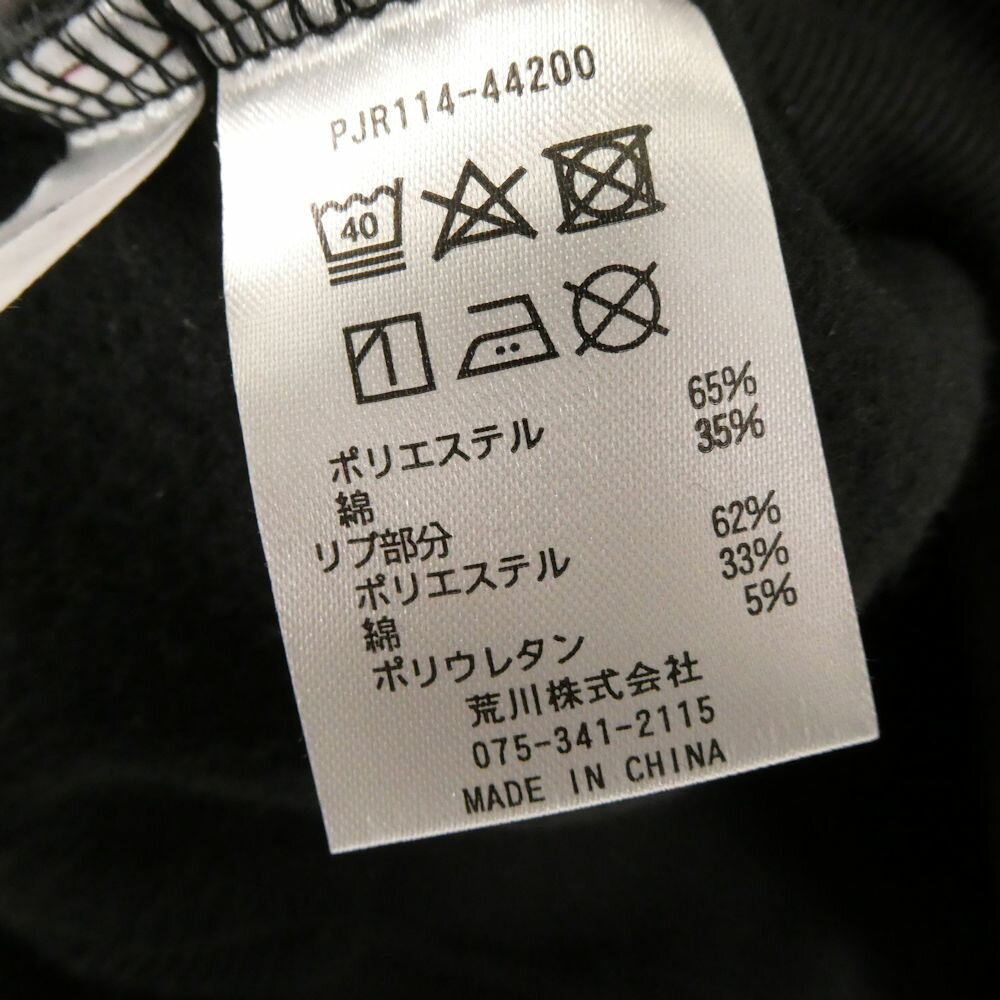 PJR114-44200
40
ポリエステル 65%
綿 35%
リブ部分
ポリエステル 62%
綿 33%
ポリウレタン 5%
荒川株式会社
075-341-2115
MADE IN CHINA